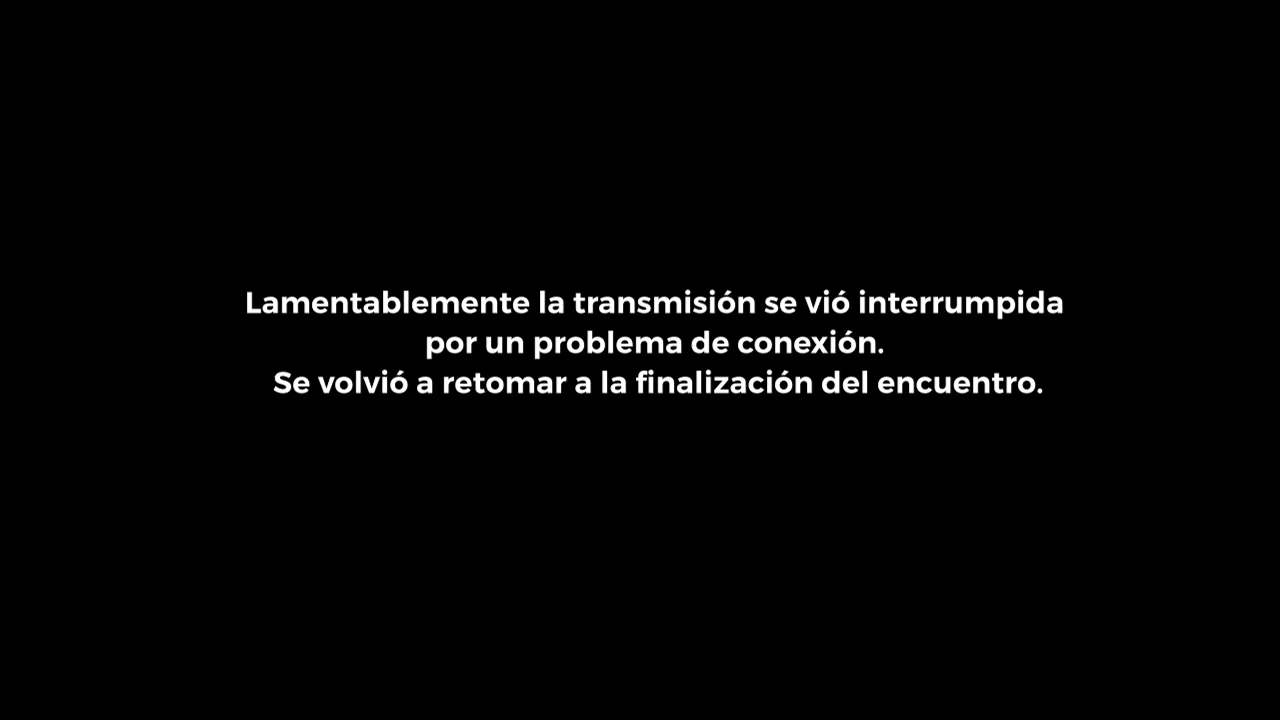 Lamentablemente la transmisión se vió interrumpida
por un problema de conexión.
Se volvió a retomar a la finalización del encuentro.